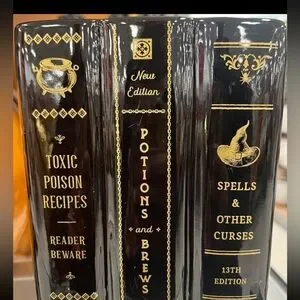 TOXIC
POISON
RECIPES
READER
BEWARE
New
Edition
POTIONS and BREWS
SPELLS
&
OTHER
CURSES
13TH
EDITION